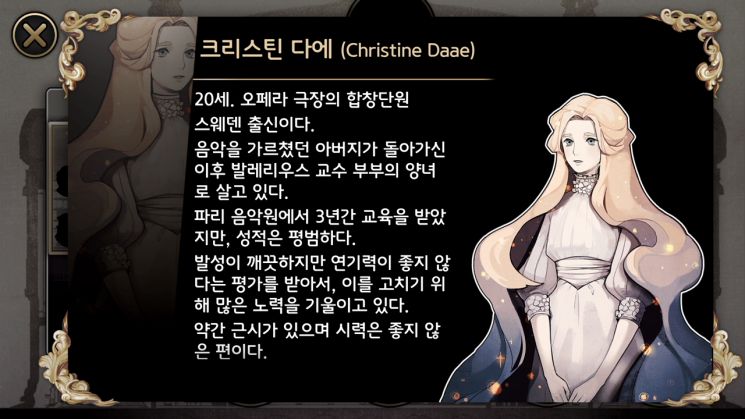 크리스틴 다에 (Christine Daae)
20세. 오페라 극장의 합창단원
스웨덴 출신이다.
음악을 가르쳤던 아버지가 돌아가신
이후 발레리우스 교수 부부의 양녀
로 살고 있다.
파리 음악원에서 3년간 교육을 받았
지만, 성적은 평범하다.
발성이 깨끗하지만 연기력이 좋지 않
다는 평가를 받아서, 이를 고치기 위
해 많은 노력을 기울이고 있다.
약간 근시가 있으며 시력은 좋지 않
은 편이다.